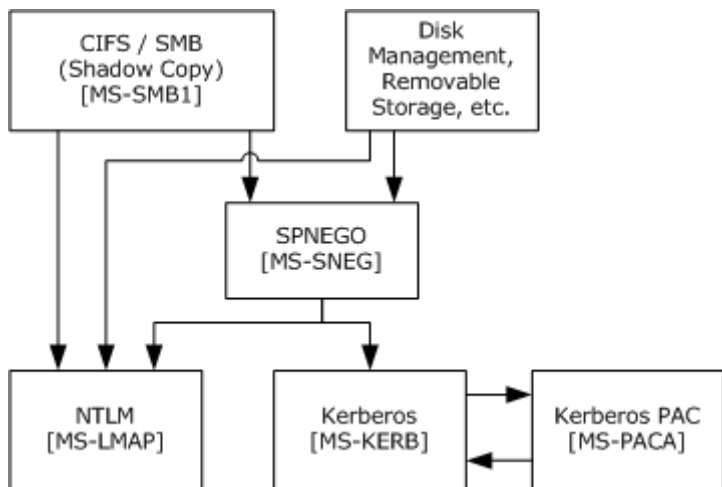 CIFS / SMB
(Shadow Copy)
[MS-SMB1]
Disk
Management,
Removable
Storage, etc.
SPNEGO
[MS-SNEG]
NTLM
[MS-LMAP]
Kerberos
[MS-KERB]
Kerberos PAC
[MS-PACA]